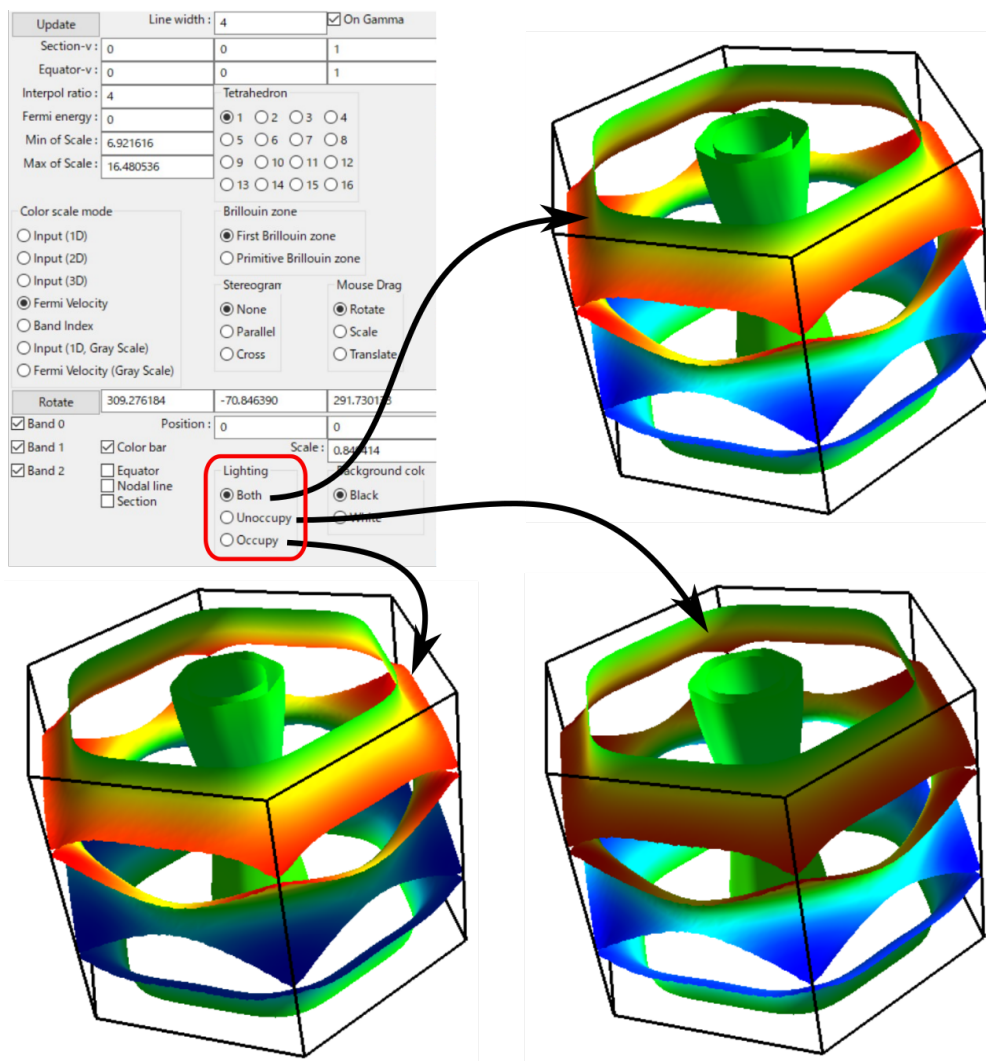 Update Line width : 4 On Gamma
Section-v : 0 0 1
Equator-v : 0 0 1
Interpol ratio : 4 Tetrahedron
Fermi energy : 0 1 2 3 4
Min of Scale : 6.921616 5 6 7 8
Max of Scale : 16.480536 9 10 11 12
13 14 15 16
Color scale mode Brillouin zone
Input (1D) First Brillouin zone
Input (2D) Primitive Brillouin zone
Input (3D) Stereogram Mouse Drag
Fermi Velocity None Rotate
Band Index Parallel Scale
Input (1D, Gray Scale) Cross Translate
Fermi Velocity (Gray Scale)
Rotate 309.276184 -70.846390
Band 0 Position : 0 0
Band 1 Color bar Scale :
Band 2 Equator Lighting Background colo
Nodal line Both Black
Section Unoccupy White
Occupy